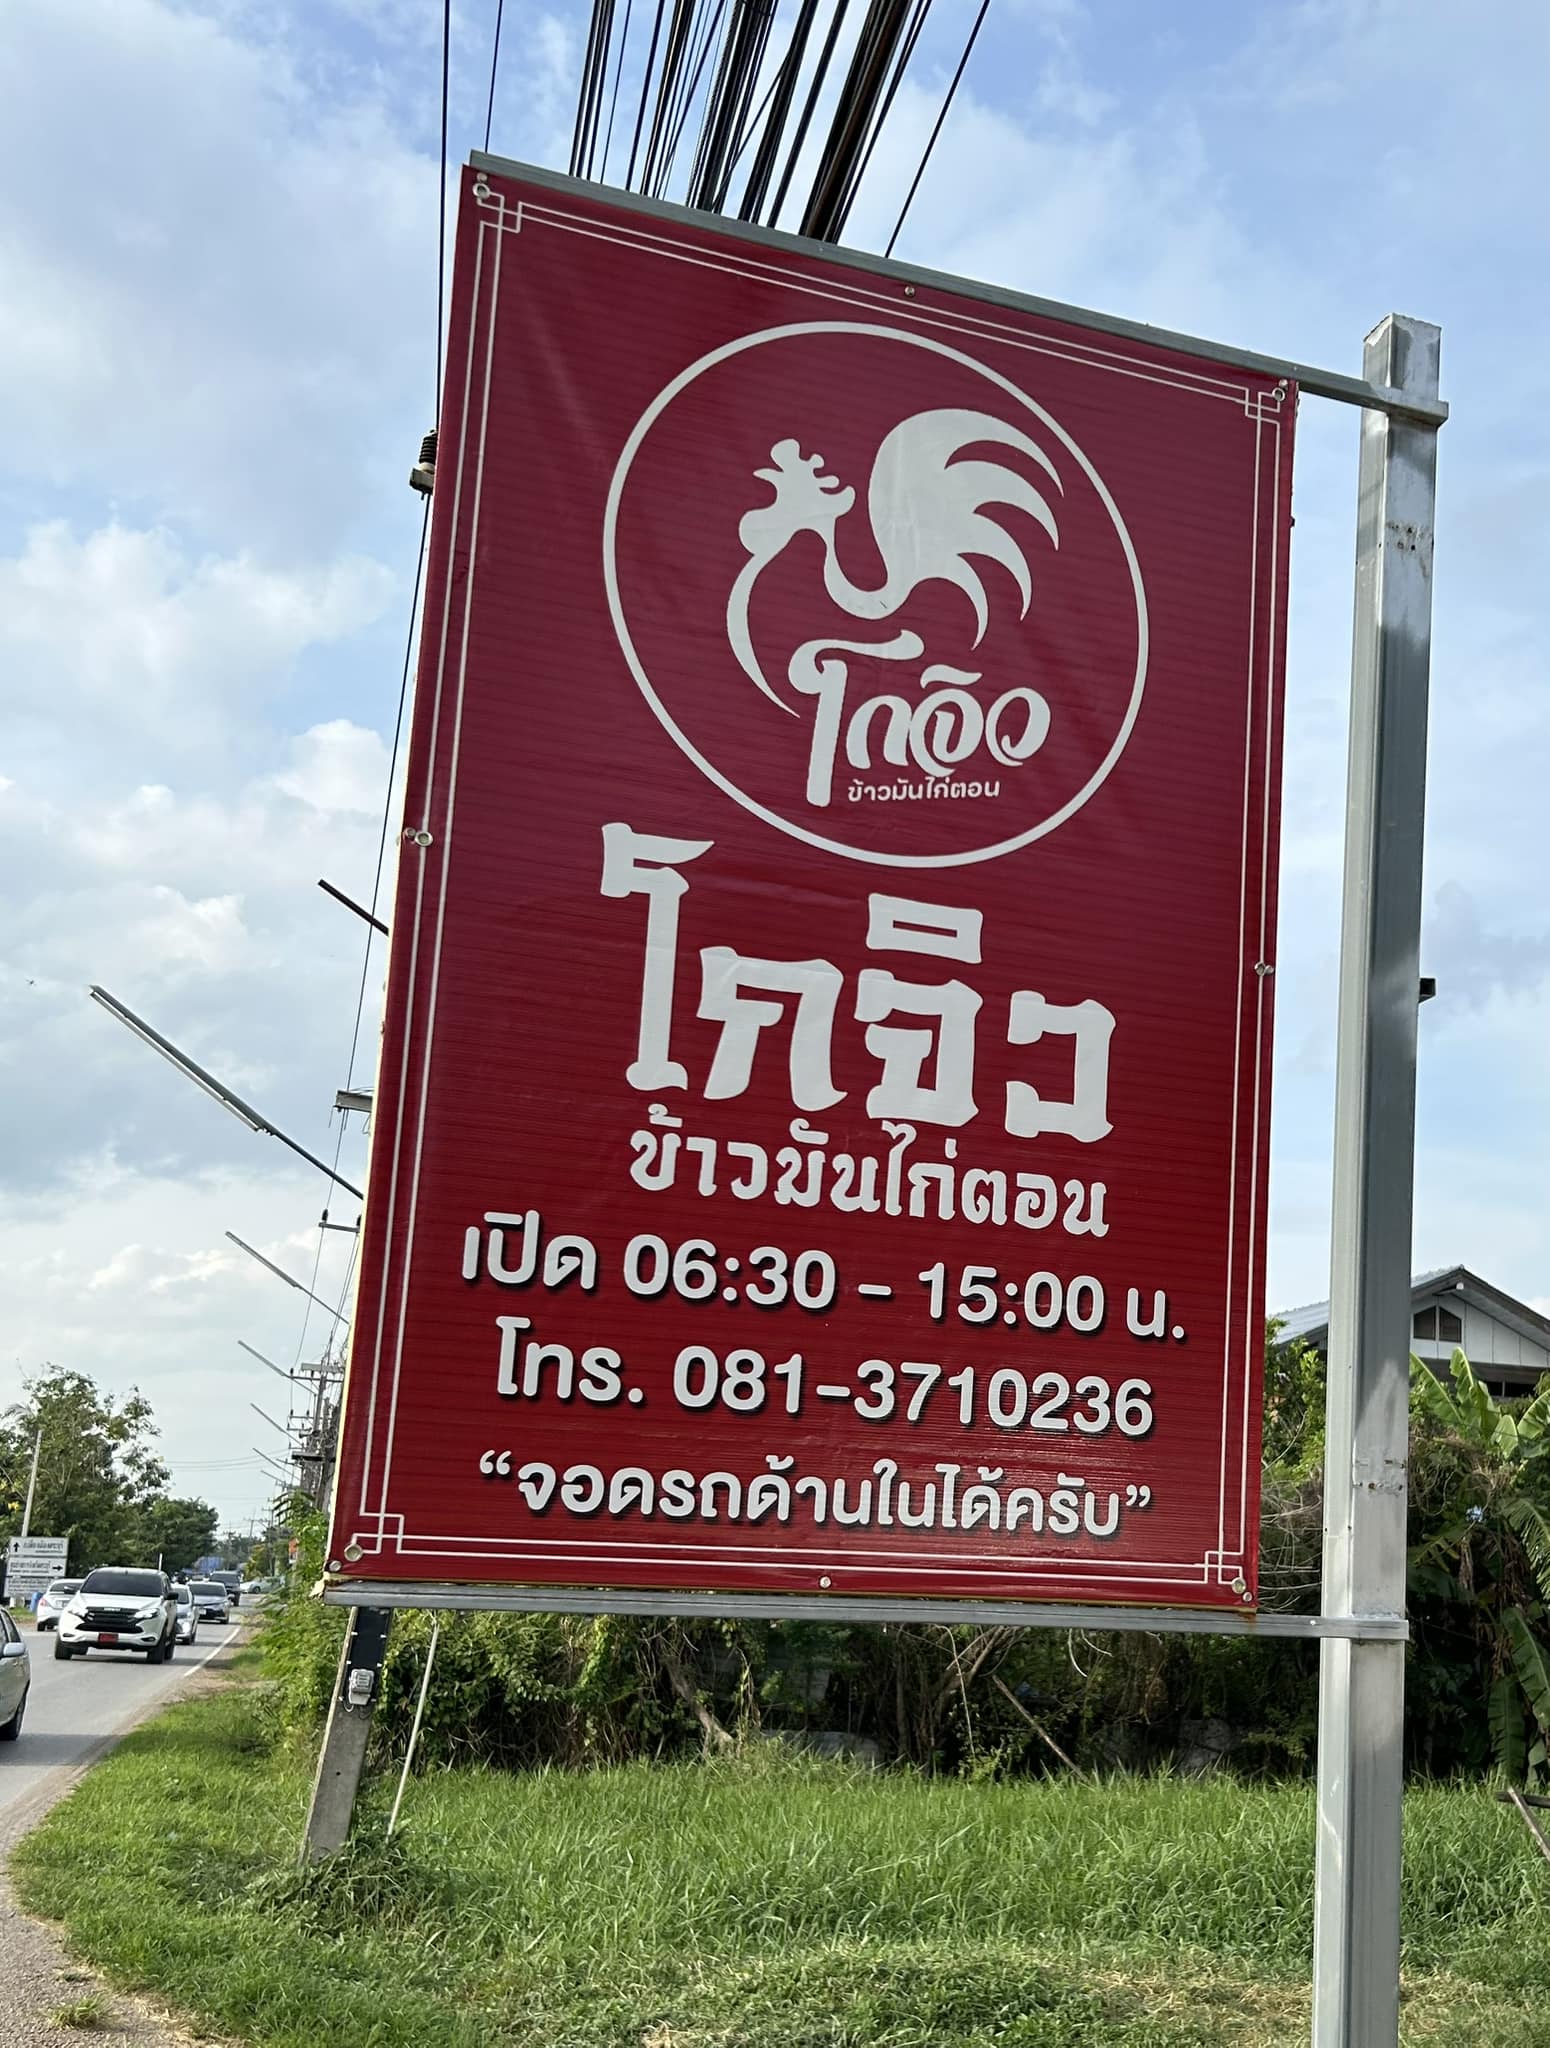 โกจิว
ข้าวมันไก่ตอน
โกจิว
ข้าวมันไก่ตอน
เปิด 06:30 - 15:00 น.
โทร. 081-3710236
“จอดรถด้านในได้ครับ”